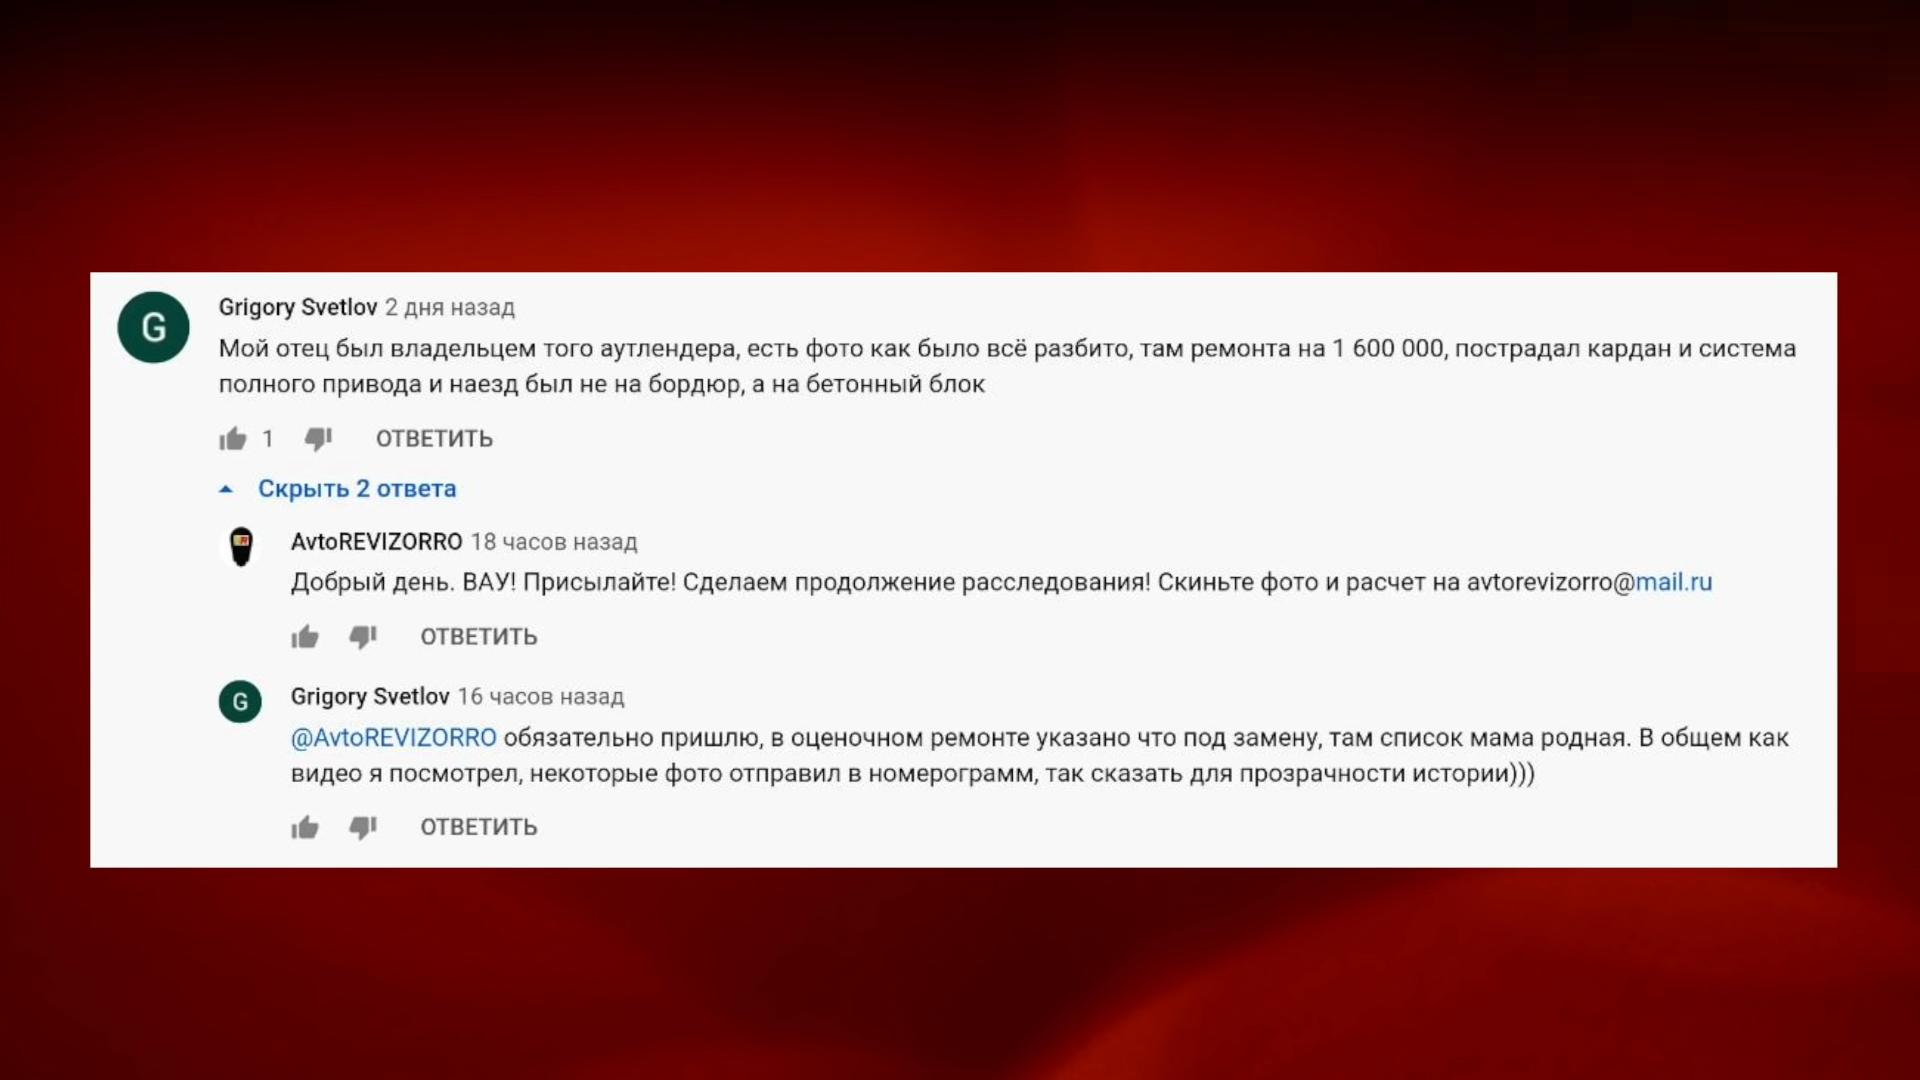 G
Grigory Svetlov 2 дня назад
Мой отец был владельцем того аутлендера, есть фото как было всё разбито, там ремонта на 1 600 000, пострадал кардан и система
полного привода и наезд был не на бордюр, а на бетонный блок
1 ОТВЕТИТЬ
Скрыть 2 ответа
AvtoREVIZORRO 18 часов назад
Добрый день. ВАУ! Присылайте! Сделаем продолжение расследования! Скиньте фото и расчет на avtorevizorro@mail.ru
ОТВЕТИТЬ
G
Grigory Svetlov 16 часов назад
@AvtoREVIZORRO обязательно пришлю, в оценочном ремонте указано что под замену, там список мама родная. В общем как
видео я посмотрел, некоторые фото отправил в номерограмм, так сказать для прозрачности истории)))
ОТВЕТИТЬ